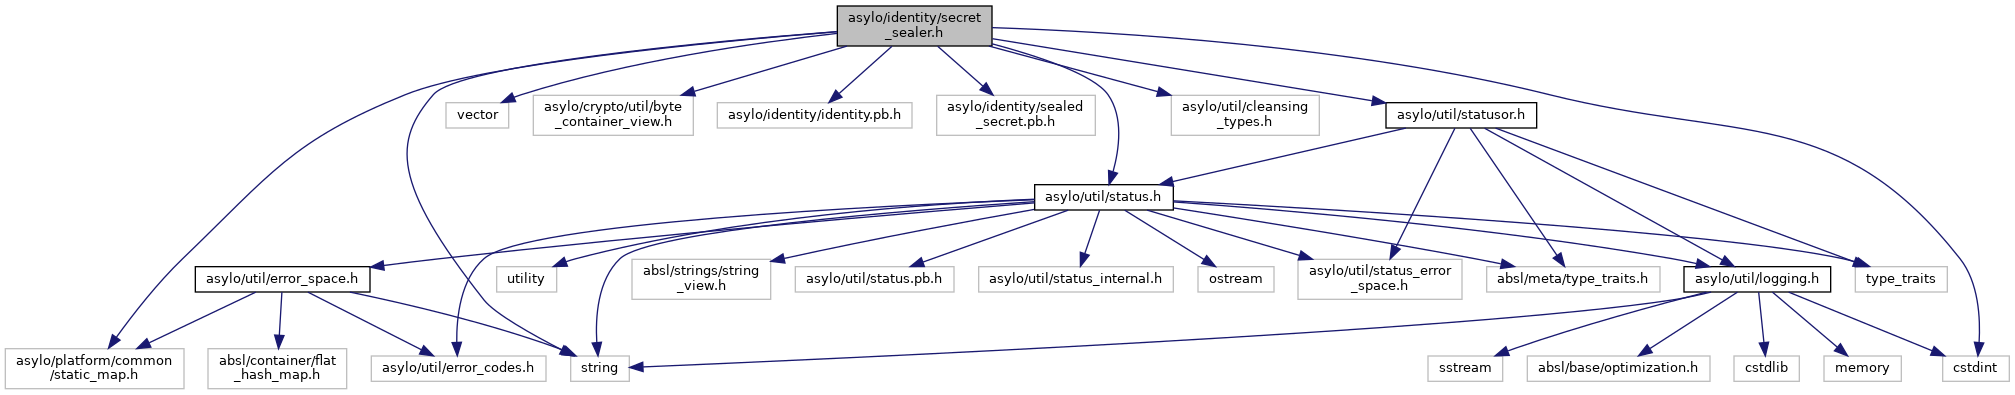 asylo/identity/secret
_sealer.h
vector
asylo/crypto/util/byte
_container_view.h
asylo/identity/identity.pb.h
asylo/identity/sealed
_secret.pb.h
asylo/util/cleansing
_types.h
asylo/util/statusor.h
asylo/util/status.h
asylo/util/error_space.h
utility
absl/strings/string
_view.h
asylo/util/status.pb.h
asylo/util/status_internal.h
ostream
asylo/util/status_error
_space.h
absl/meta/type_traits.h
asylo/util/logging.h
type_traits
asylo/platform/common
/static_map.h
absl/container/flat
_hash_map.h
asylo/util/error_codes.h
string
sstream
absl/base/optimization.h
cstdlib
memory
cstdint